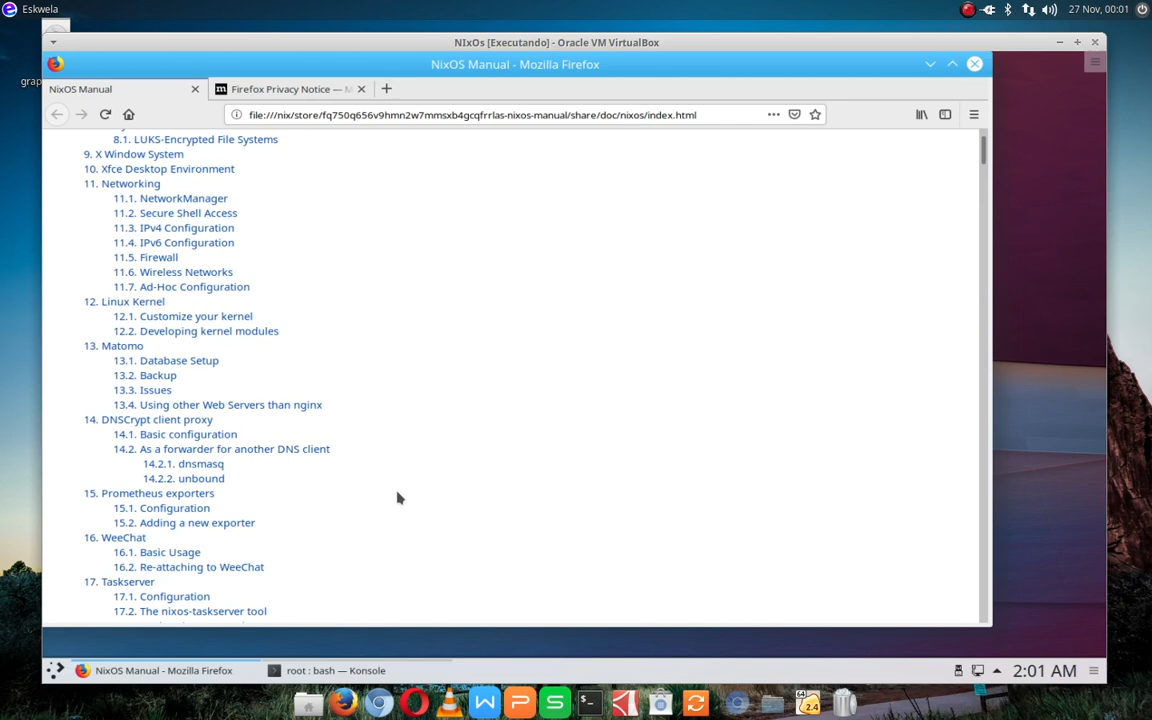 Eskwela
27 Nov, 00:01
grap
NIxOs [Executando] - Oracle VM VirtualBox
NixOS Manual - Mozilla Firefox
NixOS Manual
Firefox Privacy Notice — M
file:///nix/store/fq750q656v9hmn2w7mmsxb4gcqfrrlas-nixos-manual/share/doc/nixos/index.html
8.1. LUKS-Encrypted File Systems
9. X Window System
10. Xfce Desktop Environment
11. Networking
11.1. NetworkManager
11.2. Secure Shell Access
11.3. IPv4 Configuration
11.4. IPv6 Configuration
11.5. Firewall
11.6. Wireless Networks
11.7. Ad-Hoc Configuration
12. Linux Kernel
12.1. Customize your kernel
12.2. Developing kernel modules
13. Matomo
13.1. Database Setup
13.2. Backup
13.3. Issues
13.4. Using other Web Servers than nginx
14. DNSCrypt client proxy
14.1. Basic configuration
14.2. As a forwarder for another DNS client
14.2.1. dnsmasq
14.2.2. unbound
15. Prometheus exporters
15.1. Configuration
15.2. Adding a new exporter
16. WeeChat
16.1. Basic Usage
16.2. Re-attaching to WeeChat
17. Taskserver
17.1. Configuration
17.2. The nixos-taskserver tool
NixOS Manual - Mozilla Firefox
root : bash — Konsole
2:01 AM
64
2.4